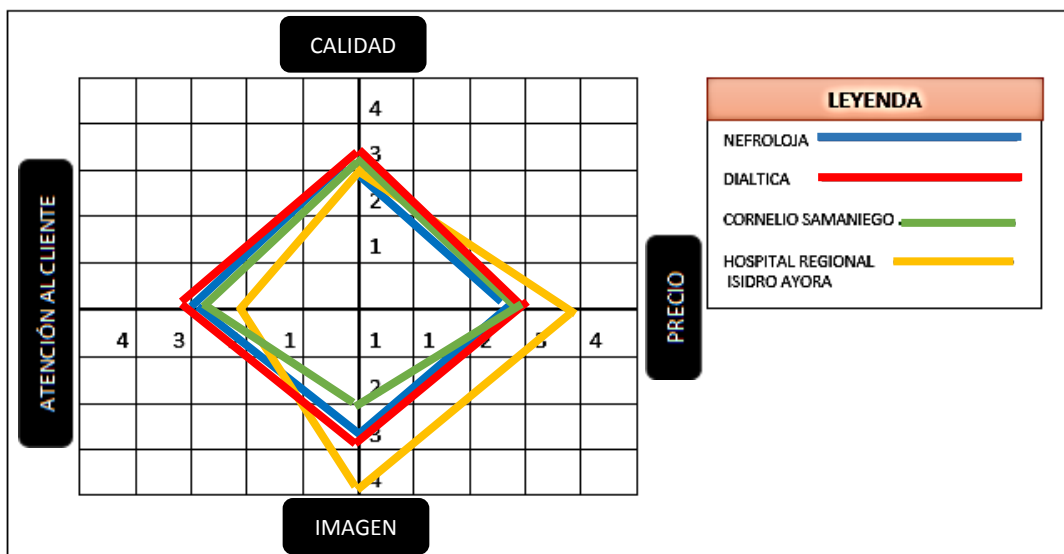 CALIDAD
4
3
2
1
ATENCIÓN AL CLIENTE
4 3 1 1 1 2 3 4
2
3
4
PRECIO
IMAGEN
LEYENDA
NEFROLOJA
DIALTICA
CORNELIO SAMANIEGO .
HOSPITAL REGIONAL
ISIDRO AYORA